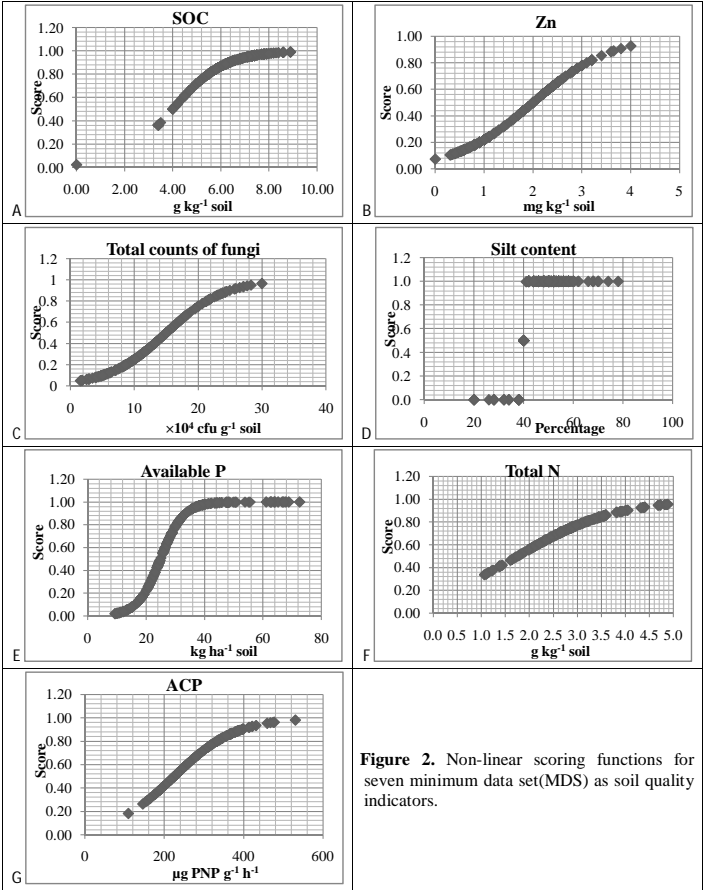 SOC
1.20
1.00
0.80
0.60
0.40
0.20
0.00
Score
0.00 2.00 4.00 6.00 8.00 10.00
g kg⁻¹ soil
A
Zn
1.00
0.80
0.60
0.40
0.20
0.00
Score
0 1 2 3 4 5
mg kg⁻¹ soil
B
Total counts of fungi
1.2
1
0.8
0.6
0.4
0.2
0
Score
0 10 20 30 40
×10⁴ cfu g⁻¹ soil
C
Silt content
1.2
1.0
0.8
0.6
0.4
0.2
0.0
Score
0 20 40 60 80 100
Percentage
D
Available P
1.20
1.00
0.80
0.60
0.40
0.20
0.00
Score
0 20 40 60 80
kg ha⁻¹ soil
E
Total N
1.20
1.00
0.80
0.60
0.40
0.20
0.00
Score
0.0 0.5 1.0 1.5 2.0 2.5 3.0 3.5 4.0 4.5 5.0
g kg⁻¹ soil
F
ACP
1.20
1.00
0.80
0.60
0.40
0.20
0.00
Score
0 200 400 600
µg PNP g⁻¹ h⁻¹
G
Figure 2. Non-linear scoring functions for
seven minimum data set(MDS) as soil quality
indicators.